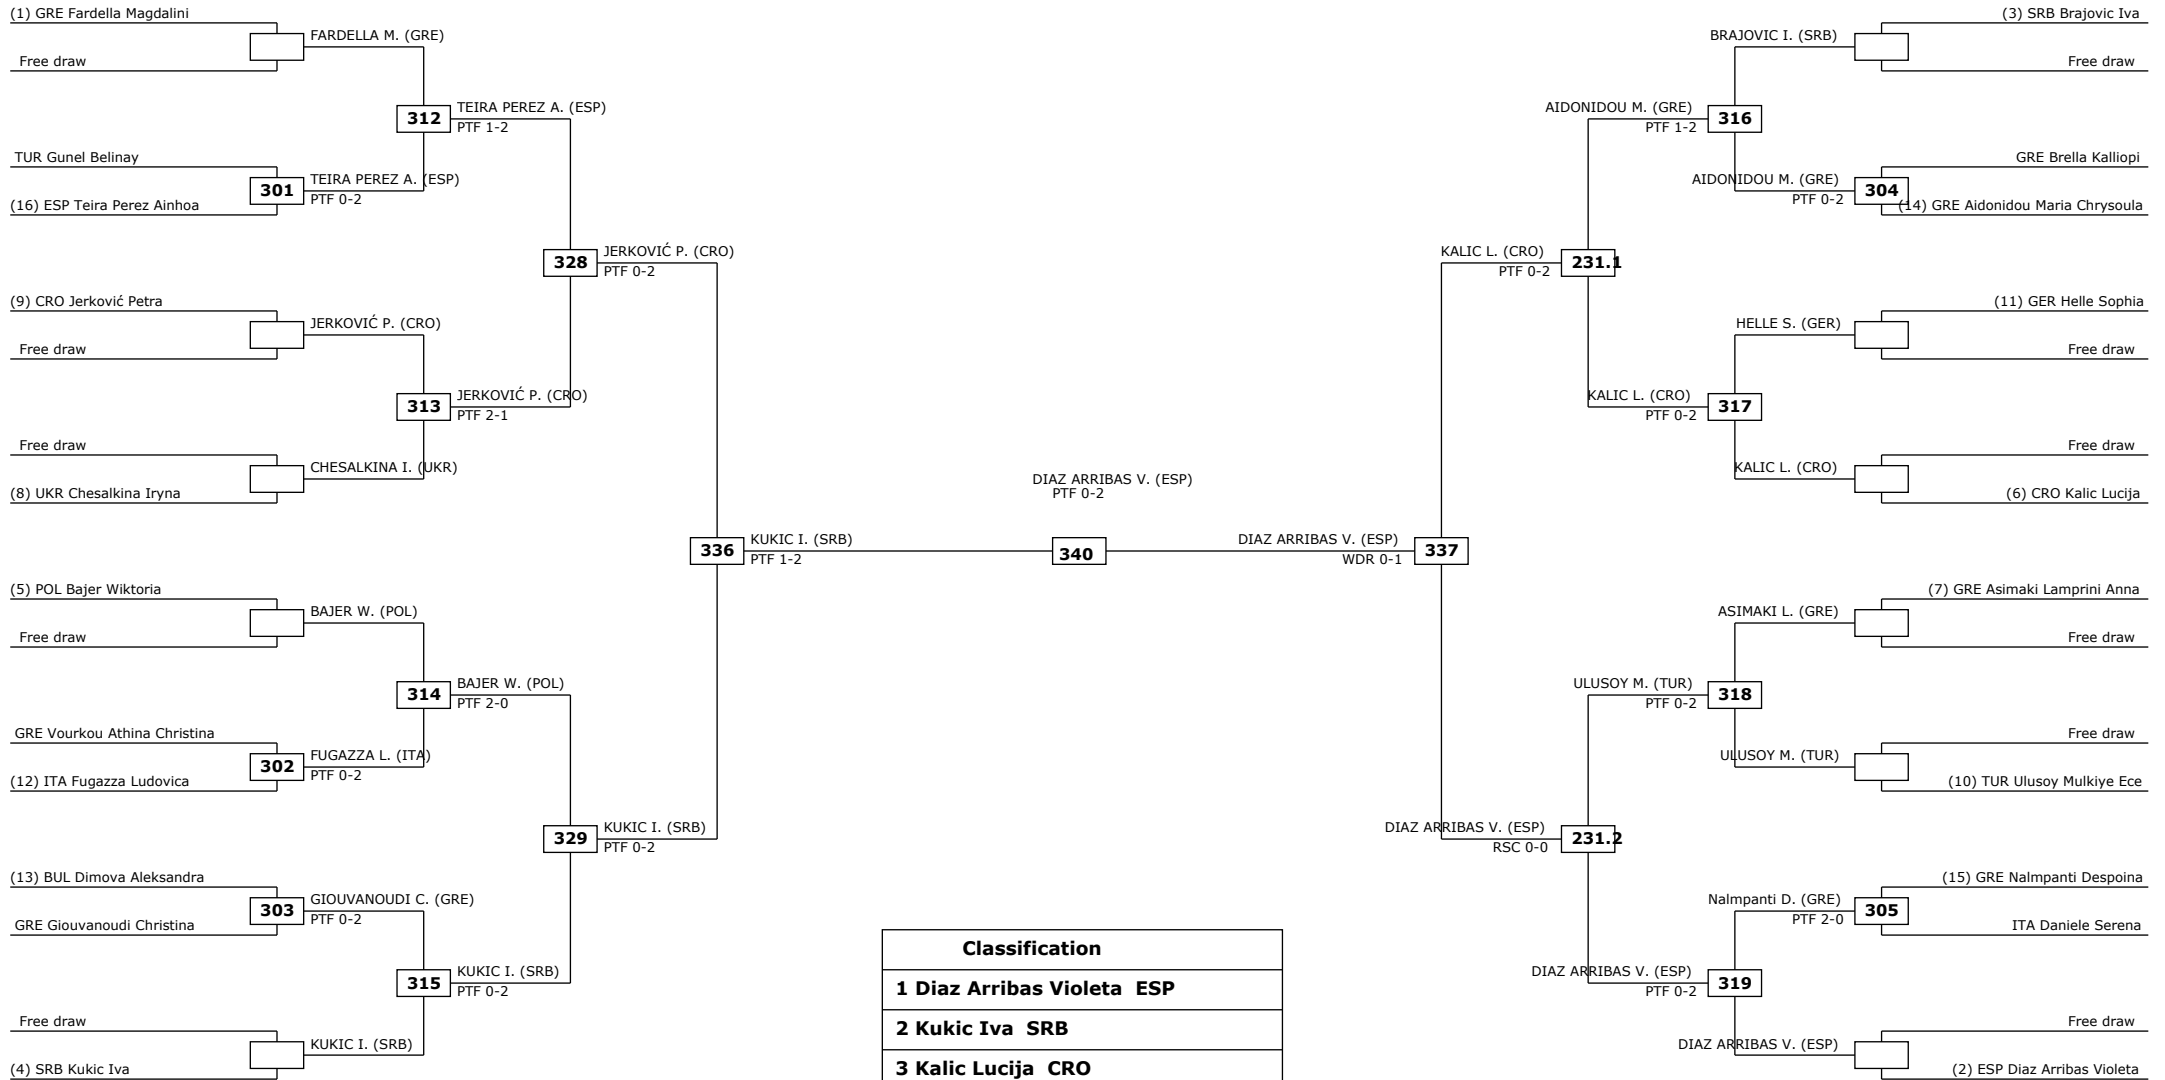 (1) GRE Fardella Magdalini
Free draw
FARDELLA M. (GRE)
312
TEIRA PEREZ A. (ESP)
PTF 1-2
TUR Gunel Belinay
(16) ESP Teira Perez Ainhoa
301
TEIRA PEREZ A. (ESP)
PTF 0-2
328
JERKOVIĆ P. (CRO)
PTF 0-2
(9) CRO Jerković Petra
Free draw
JERKOVIĆ P. (CRO)
313
JERKOVIĆ P. (CRO)
PTF 2-1
Free draw
(8) UKR Chesalkina Iryna
CHESALKINA I. (UKR)
336
KUKIC I. (SRB)
PTF 1-2
(5) POL Bajer Wiktoria
Free draw
BAJER W. (POL)
314
BAJER W. (POL)
PTF 2-0
GRE Vourkou Athina Christina
(12) ITA Fugazza Ludovica
302
FUGAZZA L. (ITA)
PTF 0-2
329
KUKIC I. (SRB)
PTF 0-2
(13) BUL Dimova Aleksandra
GRE Giouvanoudi Christina
303
GIOUVANOUDI C. (GRE)
PTF 0-2
315
KUKIC I. (SRB)
PTF 0-2
Free draw
(4) SRB Kukic Iva
KUKIC I. (SRB)
DIAZ ARRIBAS V. (ESP)
PTF 0-2
340
(3) SRB Brajovic Iva
Free draw
BRAJOVIC I. (SRB)
AIDONIDOU M. (GRE)
PTF 1-2
316
GRE Brella Kalliopi
(14) GRE Aidonidou Maria Chrysoula
AIDONIDOU M. (GRE)
PTF 0-2
304
KALIC L. (CRO)
PTF 0-2
231.1
(11) GER Helle Sophia
Free draw
HELLE S. (GER)
KALIC L. (CRO)
PTF 0-2
317
Free draw
(6) CRO Kalic Lucija
KALIC L. (CRO)
DIAZ ARRIBAS V. (ESP)
WDR 0-1
337
(7) GRE Asimaki Lamprini Anna
Free draw
ASIMAKI L. (GRE)
ULUSOY M. (TUR)
PTF 0-2
318
Free draw
(10) TUR Ulusoy Mulkiye Ece
ULUSOY M. (TUR)
DIAZ ARRIBAS V. (ESP)
RSC 0-0
231.2
(15) GRE Nalmpanti Despoina
ITA Daniele Serena
Nalmpanti D. (GRE)
PTF 2-0
305
DIAZ ARRIBAS V. (ESP)
PTF 0-2
319
Free draw
(2) ESP Diaz Arribas Violeta
DIAZ ARRIBAS V. (ESP)
Classification
1 Diaz Arribas Violeta ESP
2 Kukic Iva SRB
3 Kalic Lucija CRO